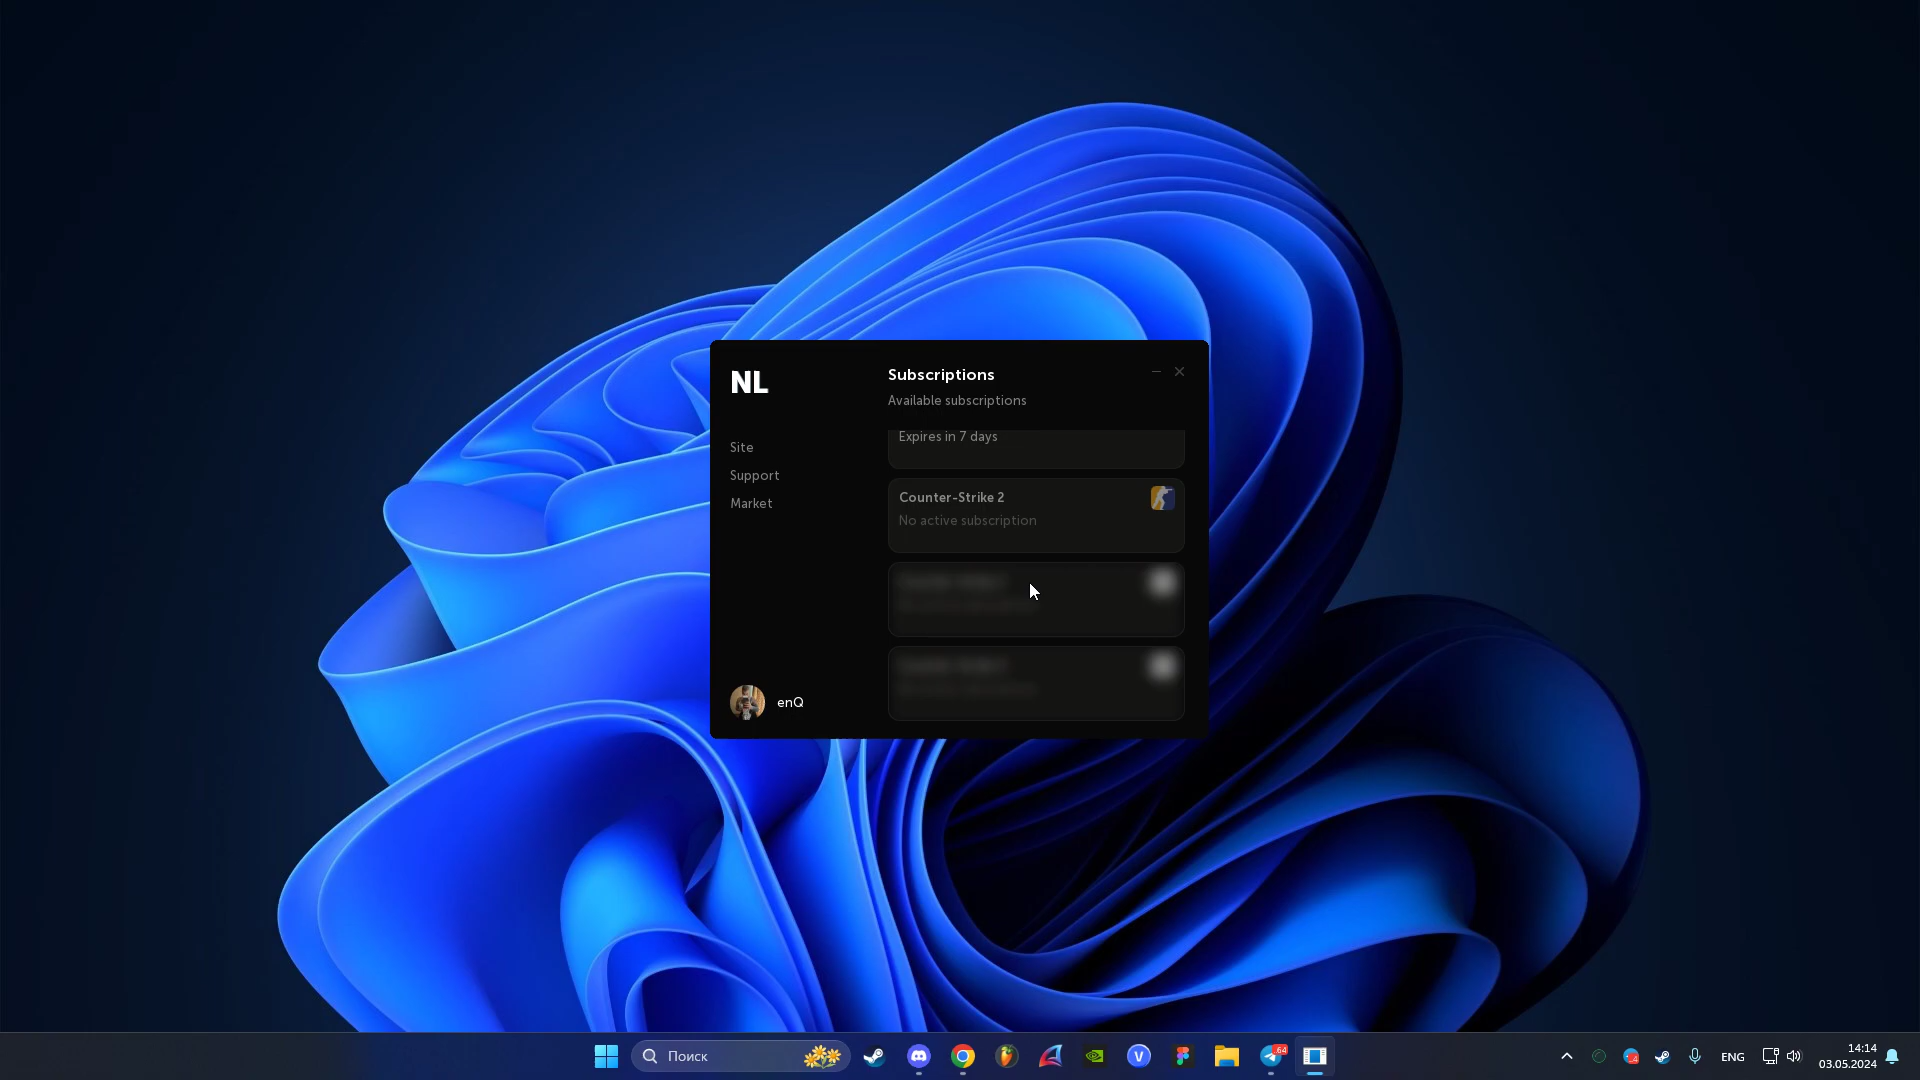 NL
Subscriptions
Available subscriptions
Site
Support
Market
Expires in 7 days
Counter-Strike 2
No active subscription
enQ
Поиск
64
ENG
14:14
03.05.2024